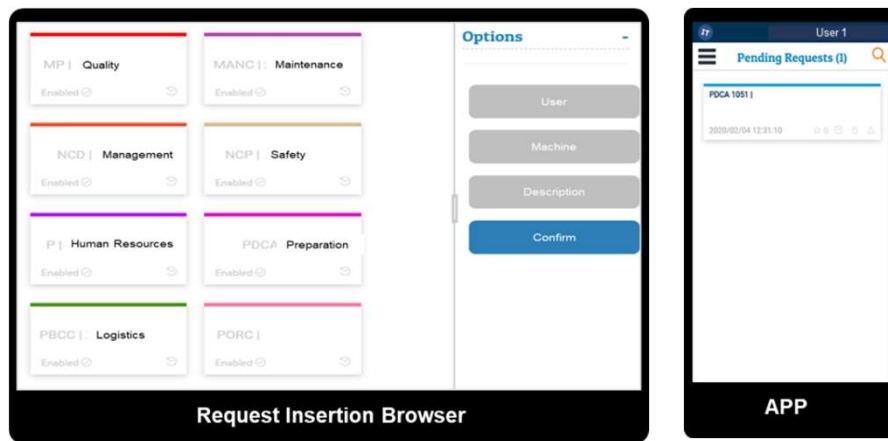 MP | Quality
Enabled
MANC |: Maintenance
Enabled
NCD | Management
Enabled
NCP | Safety
Enabled
P | Human Resources
Enabled
PDCA Preparation
Enabled
PBCC | Logistics
Enabled
PORC |
Enabled
Options -
User
Machine
Description
Confirm
Request Insertion Browser
User 1
Pending Requests (1)
PDCA 1051 |
2020/02/04 12:31:10
0
APP